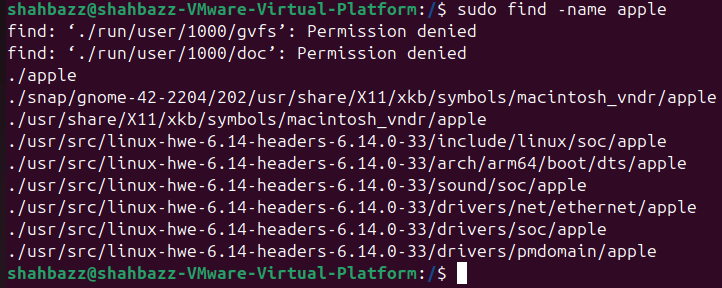 shahbazz@shahbazz-VMware-Virtual-Platform:/$ sudo find -name apple
find: ‘./run/user/1000/gvfs’: Permission denied
find: ‘./run/user/1000/doc’: Permission denied
./apple
./snap/gnome-42-2204/202/usr/share/X11/xkb/symbols/macintosh_vndr/apple
./usr/share/X11/xkb/symbols/macintosh_vndr/apple
./usr/src/linux-hwe-6.14-headers-6.14.0-33/include/linux/soc/apple
./usr/src/linux-hwe-6.14-headers-6.14.0-33/arch/arm64/boot/dts/apple
./usr/src/linux-hwe-6.14-headers-6.14.0-33/sound/soc/apple
./usr/src/linux-hwe-6.14-headers-6.14.0-33/drivers/net/ethernet/apple
./usr/src/linux-hwe-6.14-headers-6.14.0-33/drivers/soc/apple
./usr/src/linux-hwe-6.14-headers-6.14.0-33/drivers/pmdomain/apple
shahbazz@shahbazz-VMware-Virtual-Platform:/$